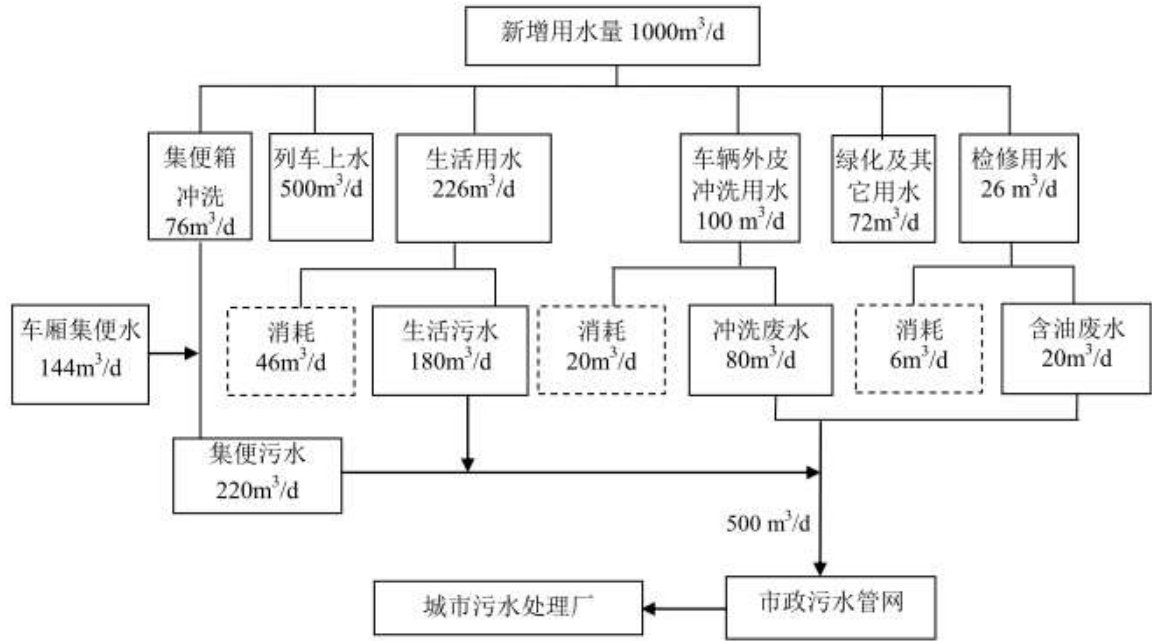 新增用水量 1000m³/d
集便箱
冲洗
76m³/d
列车上水
500m³/d
生活用水
226m³/d
车辆外皮
冲洗用水
100 m³/d
绿化及其
它用水
72m³/d
检修用水
26 m³/d
车厢集便水
144m³/d
消耗
46m³/d
生活污水
180m³/d
消耗
20m³/d
冲洗废水
80m³/d
消耗
6m³/d
含油废水
20m³/d
集便污水
220m³/d
500 m³/d
城市污水处理厂
市政污水管网